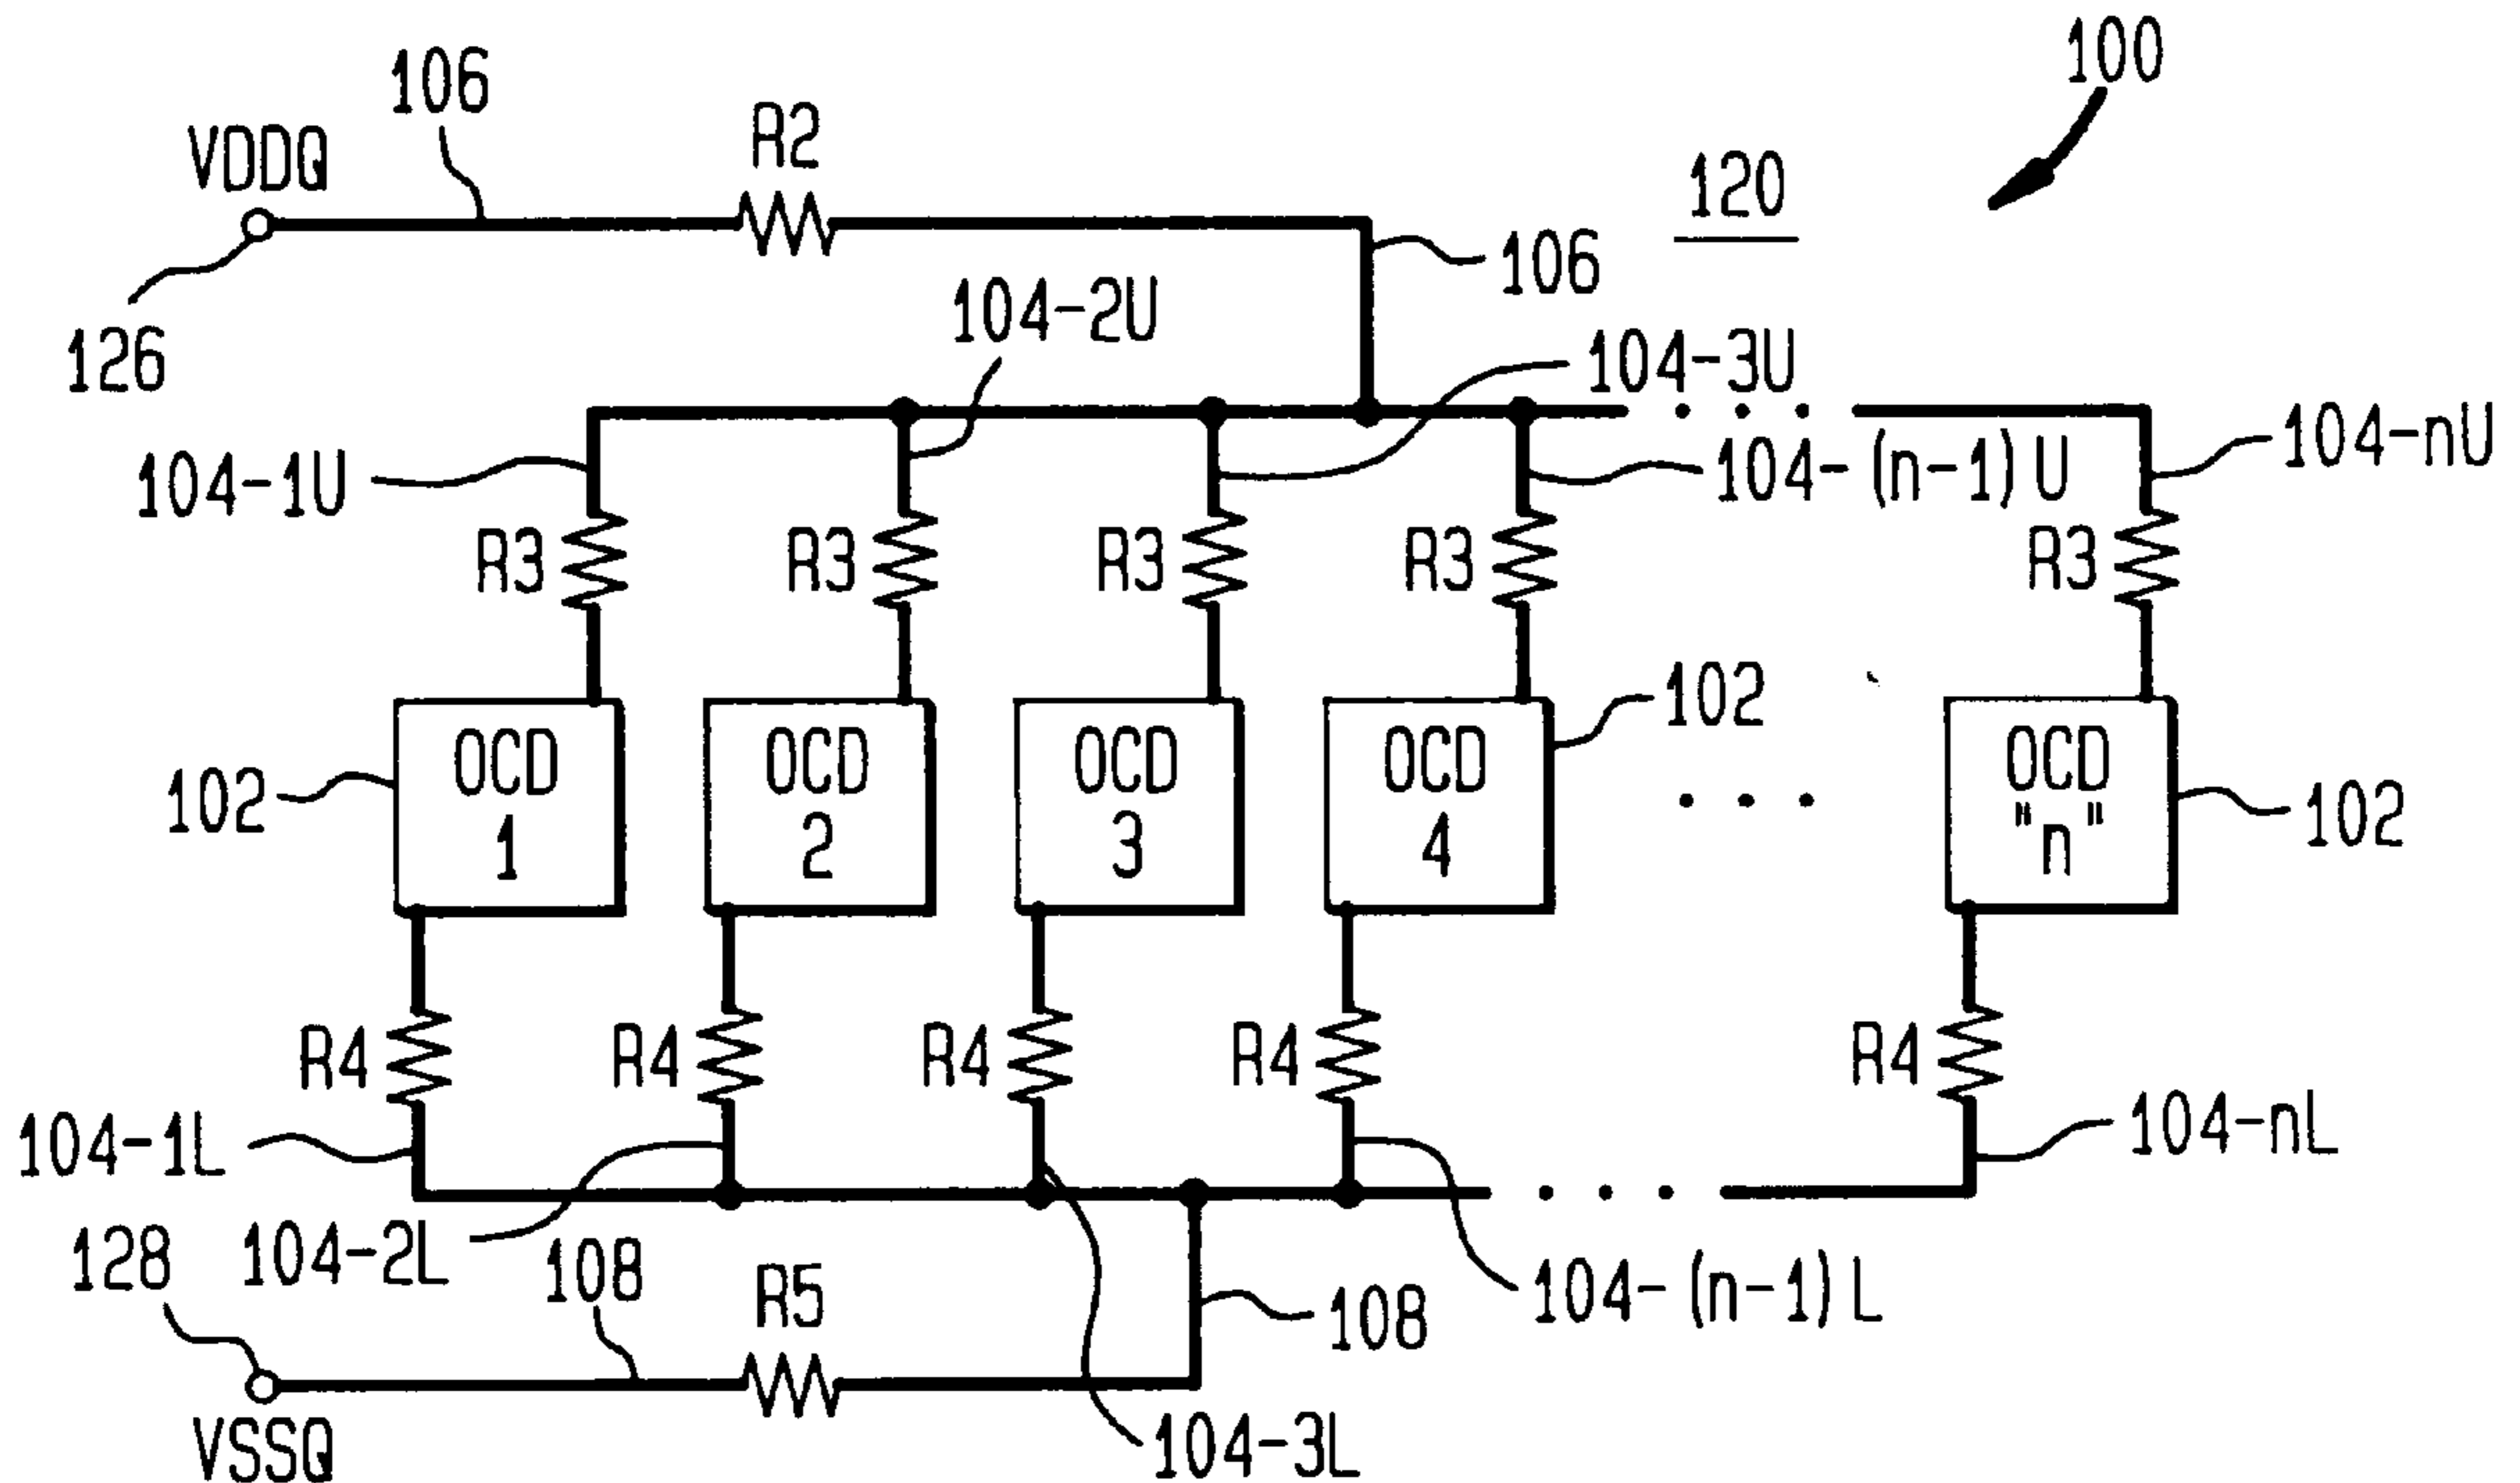 100
106
R2
VDDQ
120
106
126
104-2U
104-3U
104-1U
104-(n-1)U
104-nU
R3
R3
R3
R3
R3
102
102
102
OCD
1
OCD
2
OCD
3
OCD
4
OCD
"n"
R4
R4
R4
R4
R4
104-1L
104-nL
128
104-2L
108
R5
108
104-(n-1)L
VSSQ
104-3L